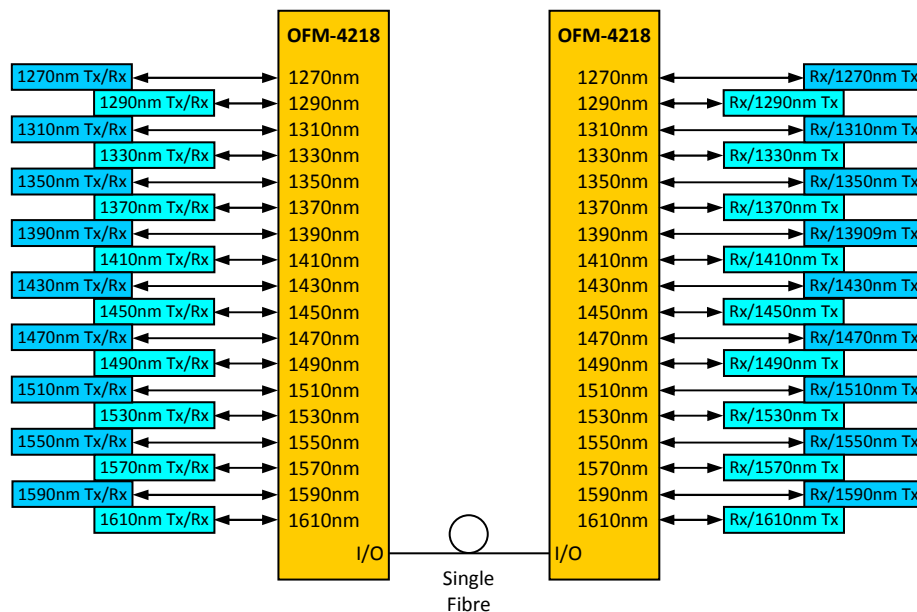 OFM-4218 OFM-4218
1270nm Tx/Rx 1270nm 1270nm Rx/1270nm Tx
1290nm Tx/Rx 1290nm 1290nm Rx/1290nm Tx
1310nm Tx/Rx 1310nm 1310nm Rx/1310nm Tx
1330nm Tx/Rx 1330nm 1330nm Rx/1330nm Tx
1350nm Tx/Rx 1350nm 1350nm Rx/1350nm Tx
1370nm Tx/Rx 1370nm 1370nm Rx/1370nm Tx
1390nm Tx/Rx 1390nm 1390nm Rx/13909m Tx
1410nm Tx/Rx 1410nm 1410nm Rx/1410nm Tx
1430nm Tx/Rx 1430nm 1430nm Rx/1430nm Tx
1450nm Tx/Rx 1450nm 1450nm Rx/1450nm Tx
1470nm Tx/Rx 1470nm 1470nm Rx/1470nm Tx
1490nm Tx/Rx 1490nm 1490nm Rx/1490nm Tx
1510nm Tx/Rx 1510nm 1510nm Rx/1510nm Tx
1530nm Tx/Rx 1530nm 1530nm Rx/1530nm Tx
1550nm Tx/Rx 1550nm 1550nm Rx/1550nm Tx
1570nm Tx/Rx 1570nm 1570nm Rx/1570nm Tx
1590nm Tx/Rx 1590nm 1590nm Rx/1590nm Tx
1610nm Tx/Rx 1610nm 1610nm Rx/1610nm Tx
I/O I/O
Single
Fibre